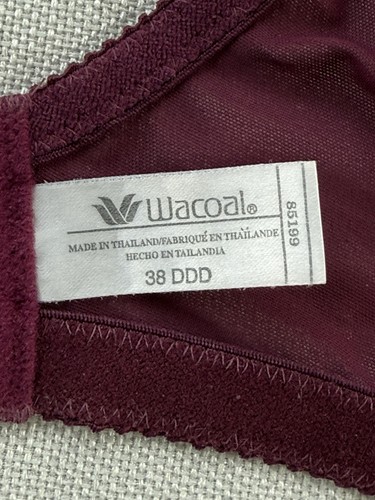 wacoal®
MADE IN THAILAND/FABRIQUÉ EN THAÏLANDE
HECHO EN TAILANDIA
38 DDD
85199